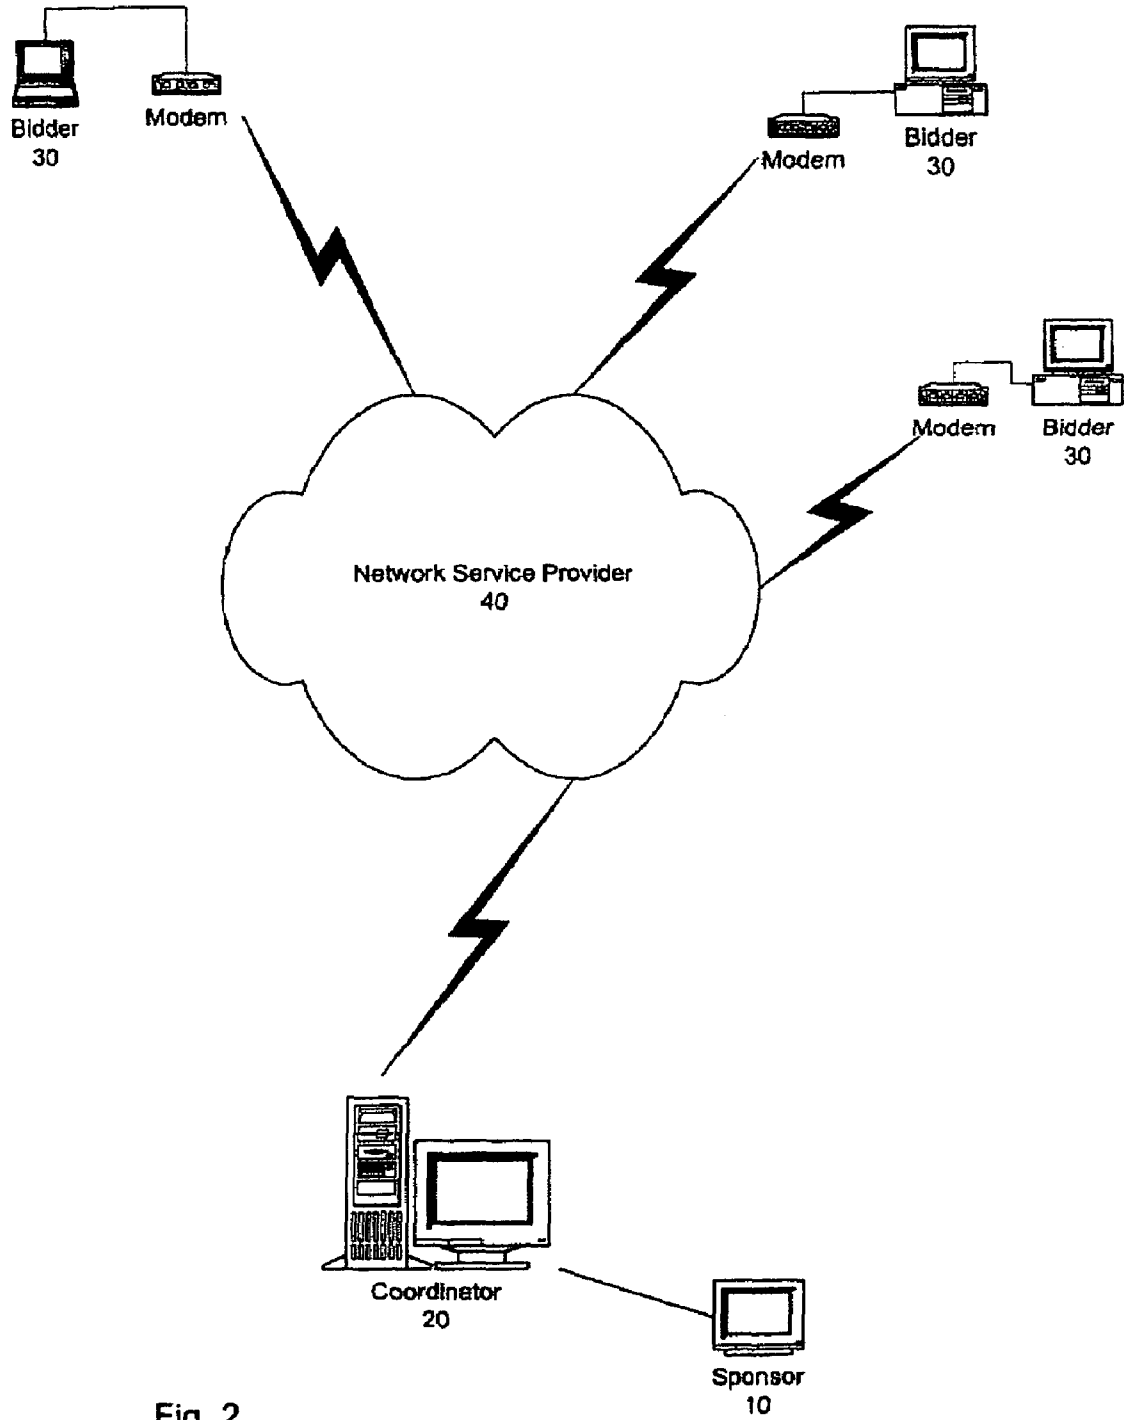 Bidder
30
Modem
Modem
Bidder
30
Modem
Bidder
30
Network Service Provider
40
Coordinator
20
Sponsor
10
Fig. 2